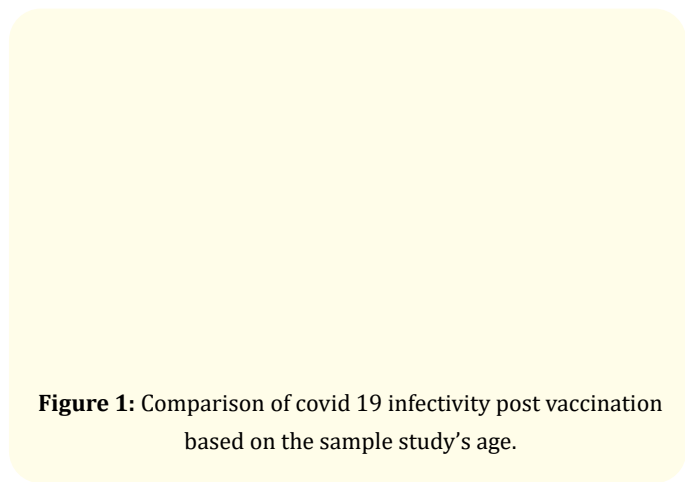 Figure 1: Comparison of covid 19 infectivity post vaccination
based on the sample study’s age.